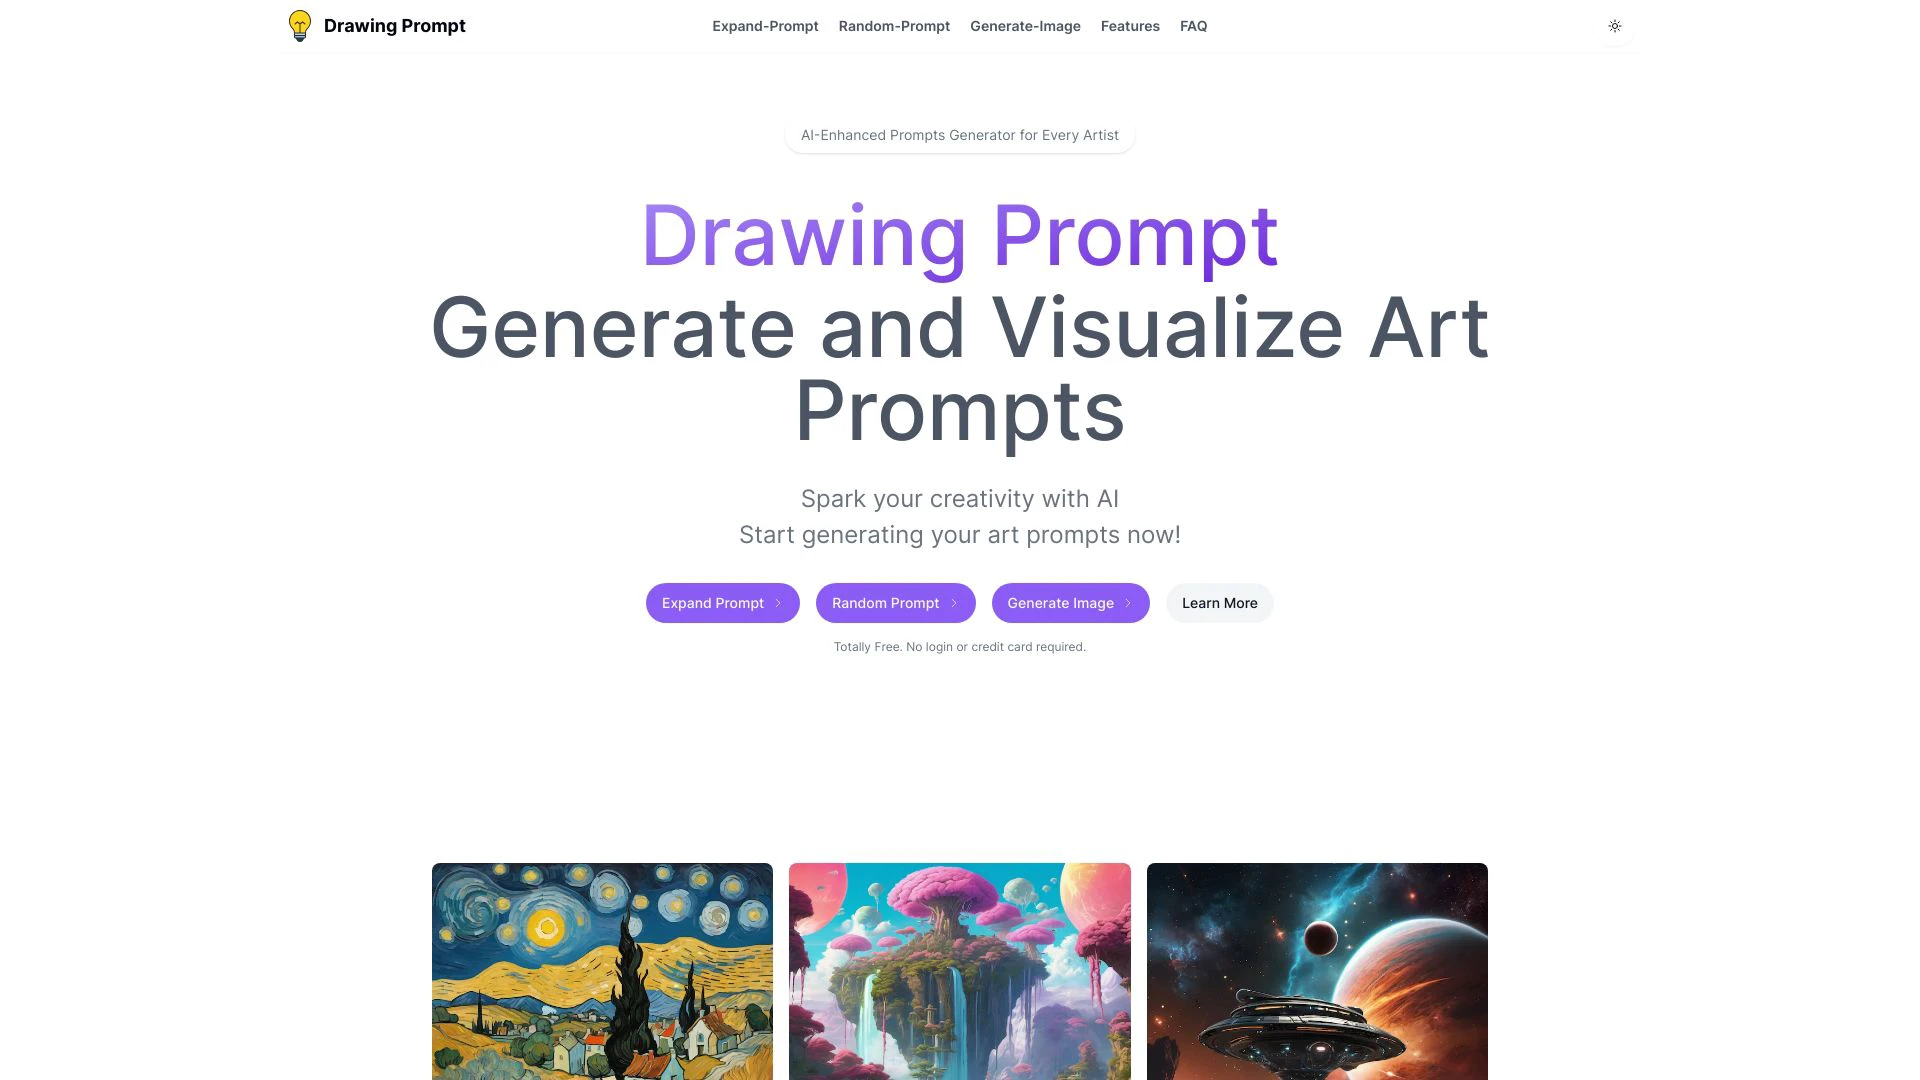 Drawing Prompt
Expand-Prompt
Random-Prompt
Generate-Image
Features
FAQ
AI-Enhanced Prompts Generator for Every Artist
Drawing Prompt
Generate and Visualize Art
Prompts
Spark your creativity with AI
Start generating your art prompts now!
Expand Prompt
Random Prompt
Generate Image
Learn More
Totally Free. No login or credit card required.